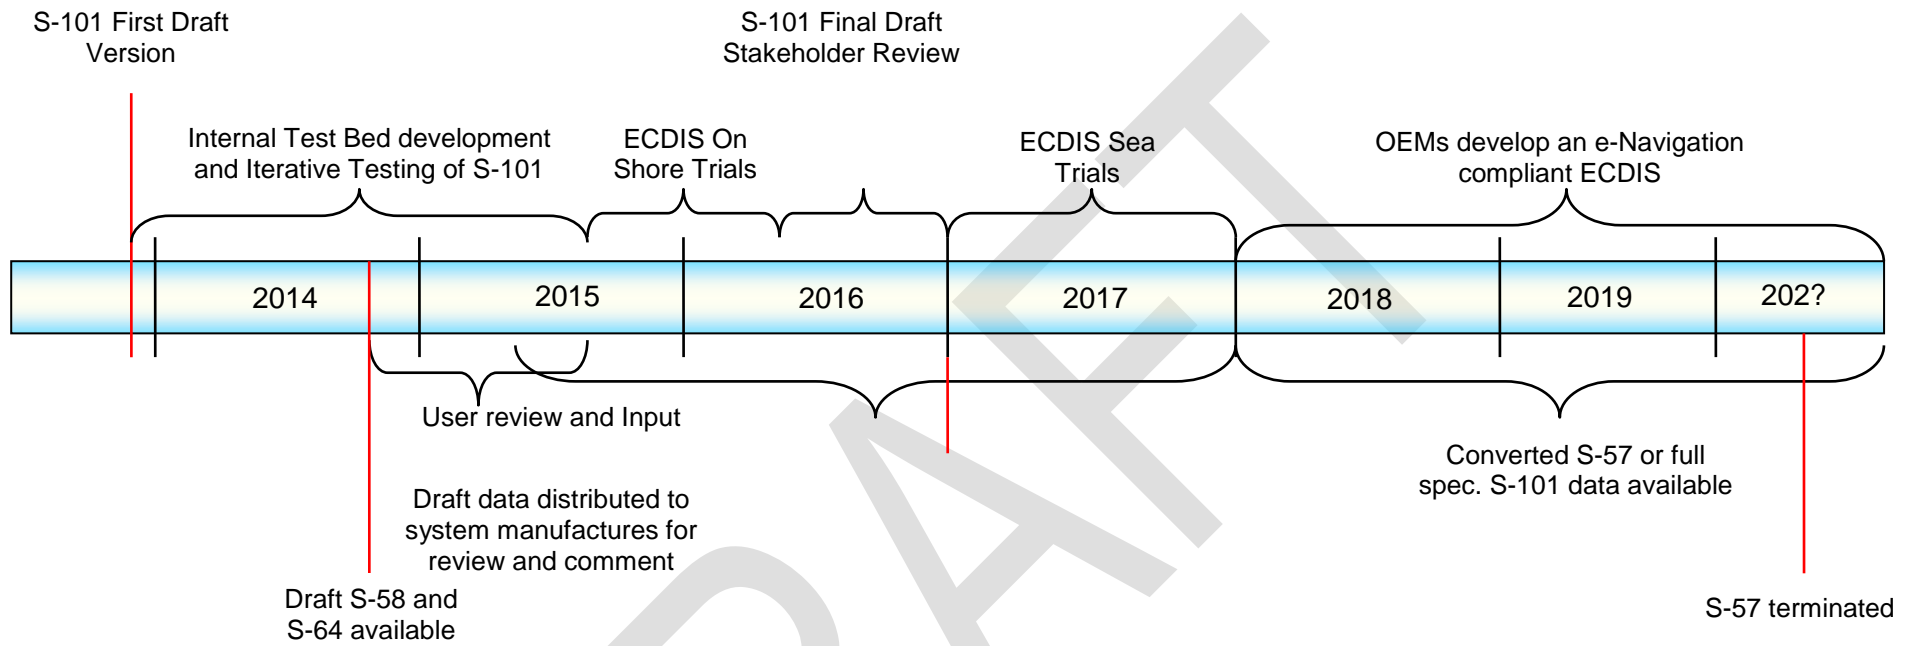 S-101 First Draft
Version
S-101 Final Draft
Stakeholder Review
Internal Test Bed development
and Iterative Testing of S-101
ECDIS On
Shore Trials
ECDIS Sea
Trials
OEMs develop an e-Navigation
compliant ECDIS
2014
2015
2016
2017
2018
2019
202?
User review and Input
Draft data distributed to
system manufactures for
review and comment
Converted S-57 or full
spec. S-101 data available
Draft S-58 and
S-64 available
S-57 terminated
DRAFT